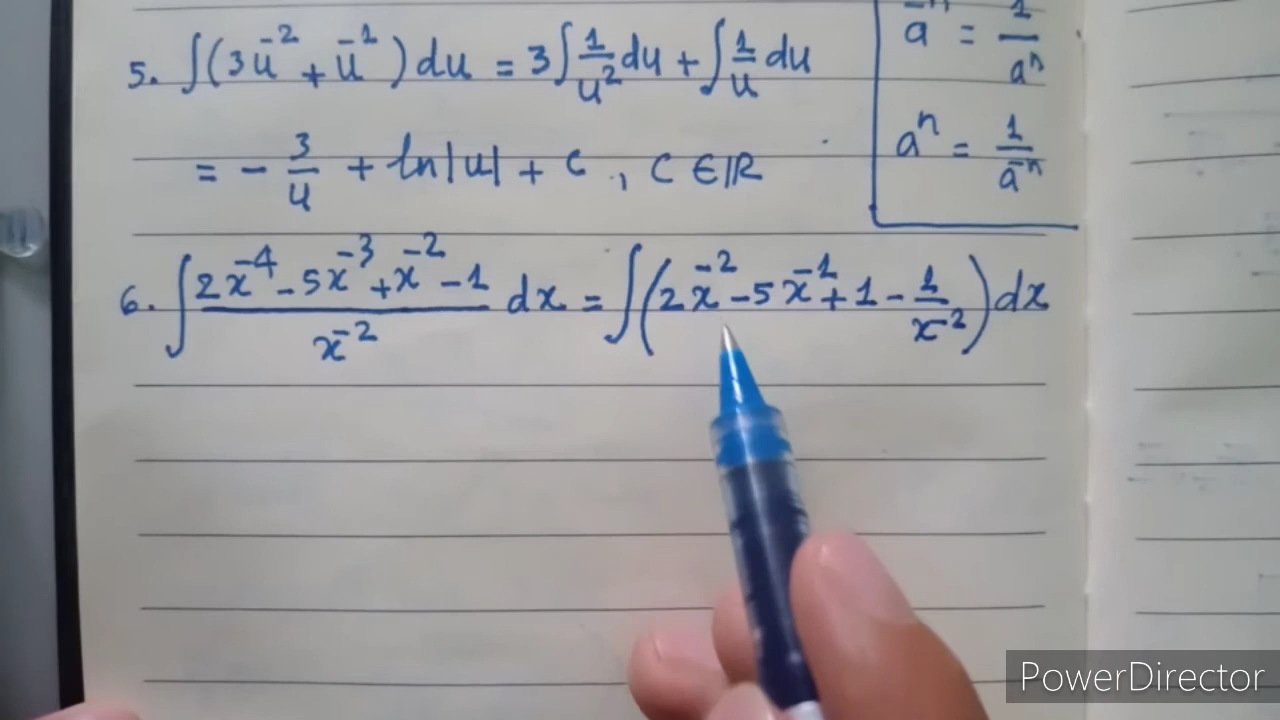 5. ∫(3u⁻² + u⁻¹) du = 3∫ 1/u² du + ∫ 1/u du
= - 3/u + ln|u| + C , C ∈ ℝ
a⁻ⁿ = 1/aⁿ
aⁿ = 1/a⁻ⁿ
6. ∫ (2x⁻⁴ - 5x⁻³ + x⁻² - 1)/x⁻² dx = ∫(2x⁻² - 5x⁻¹ + 1 - 1/x⁻²) dx
PowerDirector